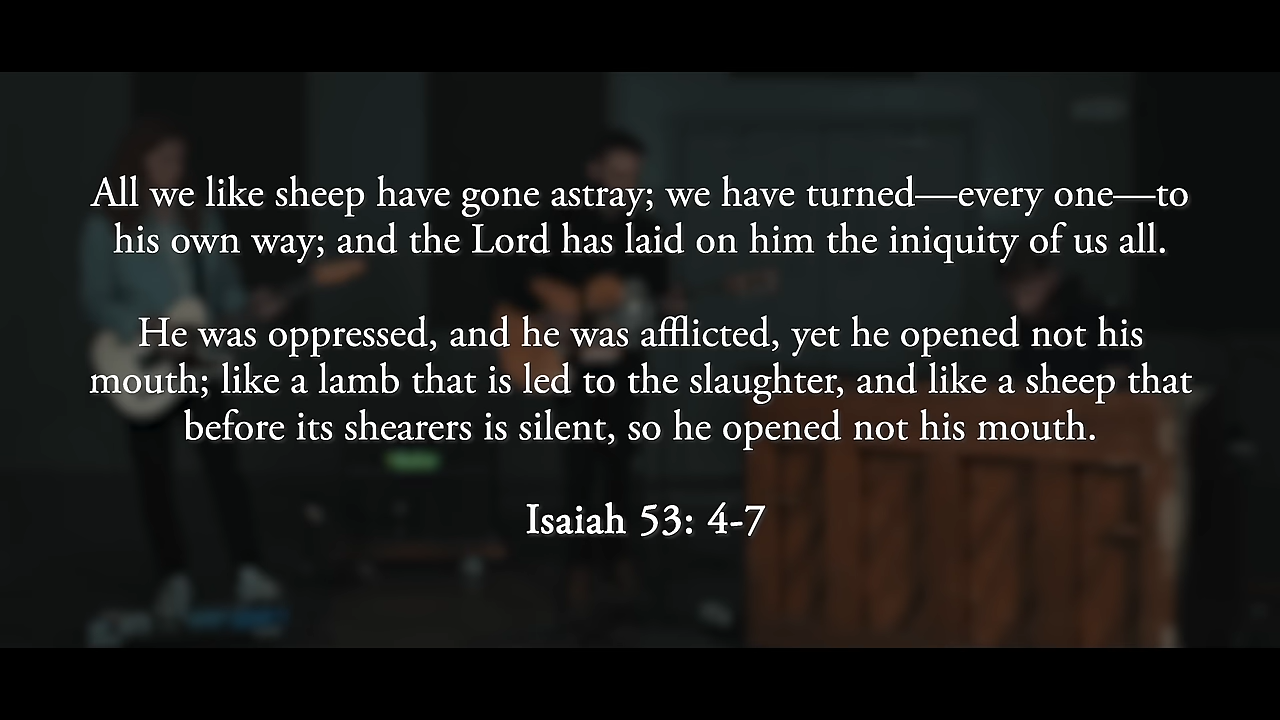 All we like sheep have gone astray; we have turned—every one—to
his own way; and the Lord has laid on him the iniquity of us all.
He was oppressed, and he was afflicted, yet he opened not his
mouth; like a lamb that is led to the slaughter, and like a sheep that
before its shearers is silent, so he opened not his mouth.
Isaiah 53: 4-7